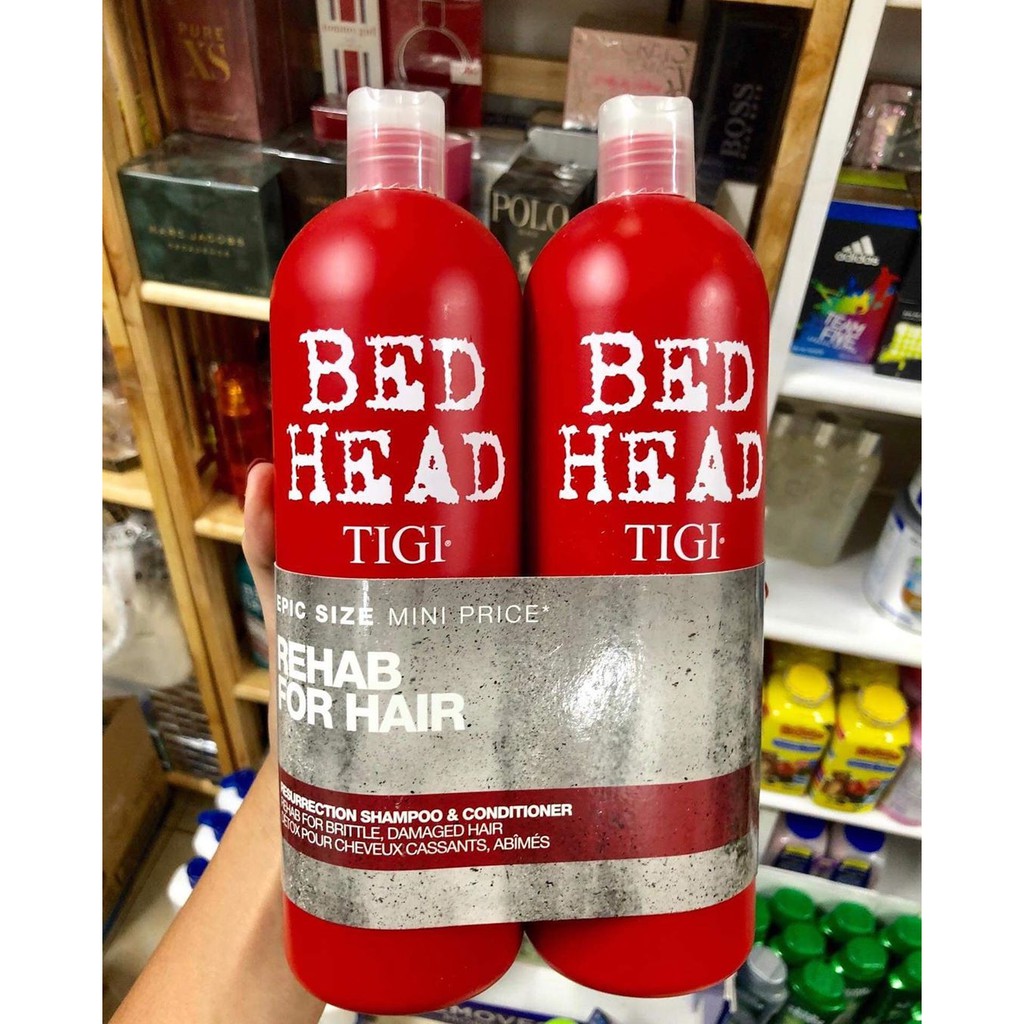 PURE
XS
BOSS
MARC JACOBS
POLO
adidas
TEAM
FIVE
BED
HEAD
TIGI
BED
HEAD
TIGI
EPIC SIZE MINI PRICE*
REHAB
FOR HAIR
RESURRECTION SHAMPOO & CONDITIONER
REHAB FOR BRITTLE, DAMAGED HAIR
DETOX POUR CHEVEUX CASSANTS, ABÎMÉS